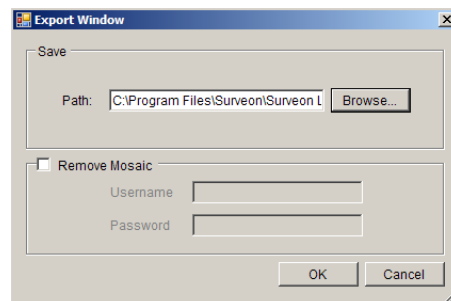 Export Window
Save
Path: C:\Program Files\Surveon\Surveon L Browse...
Remove Mosaic
Username
Password
OK Cancel